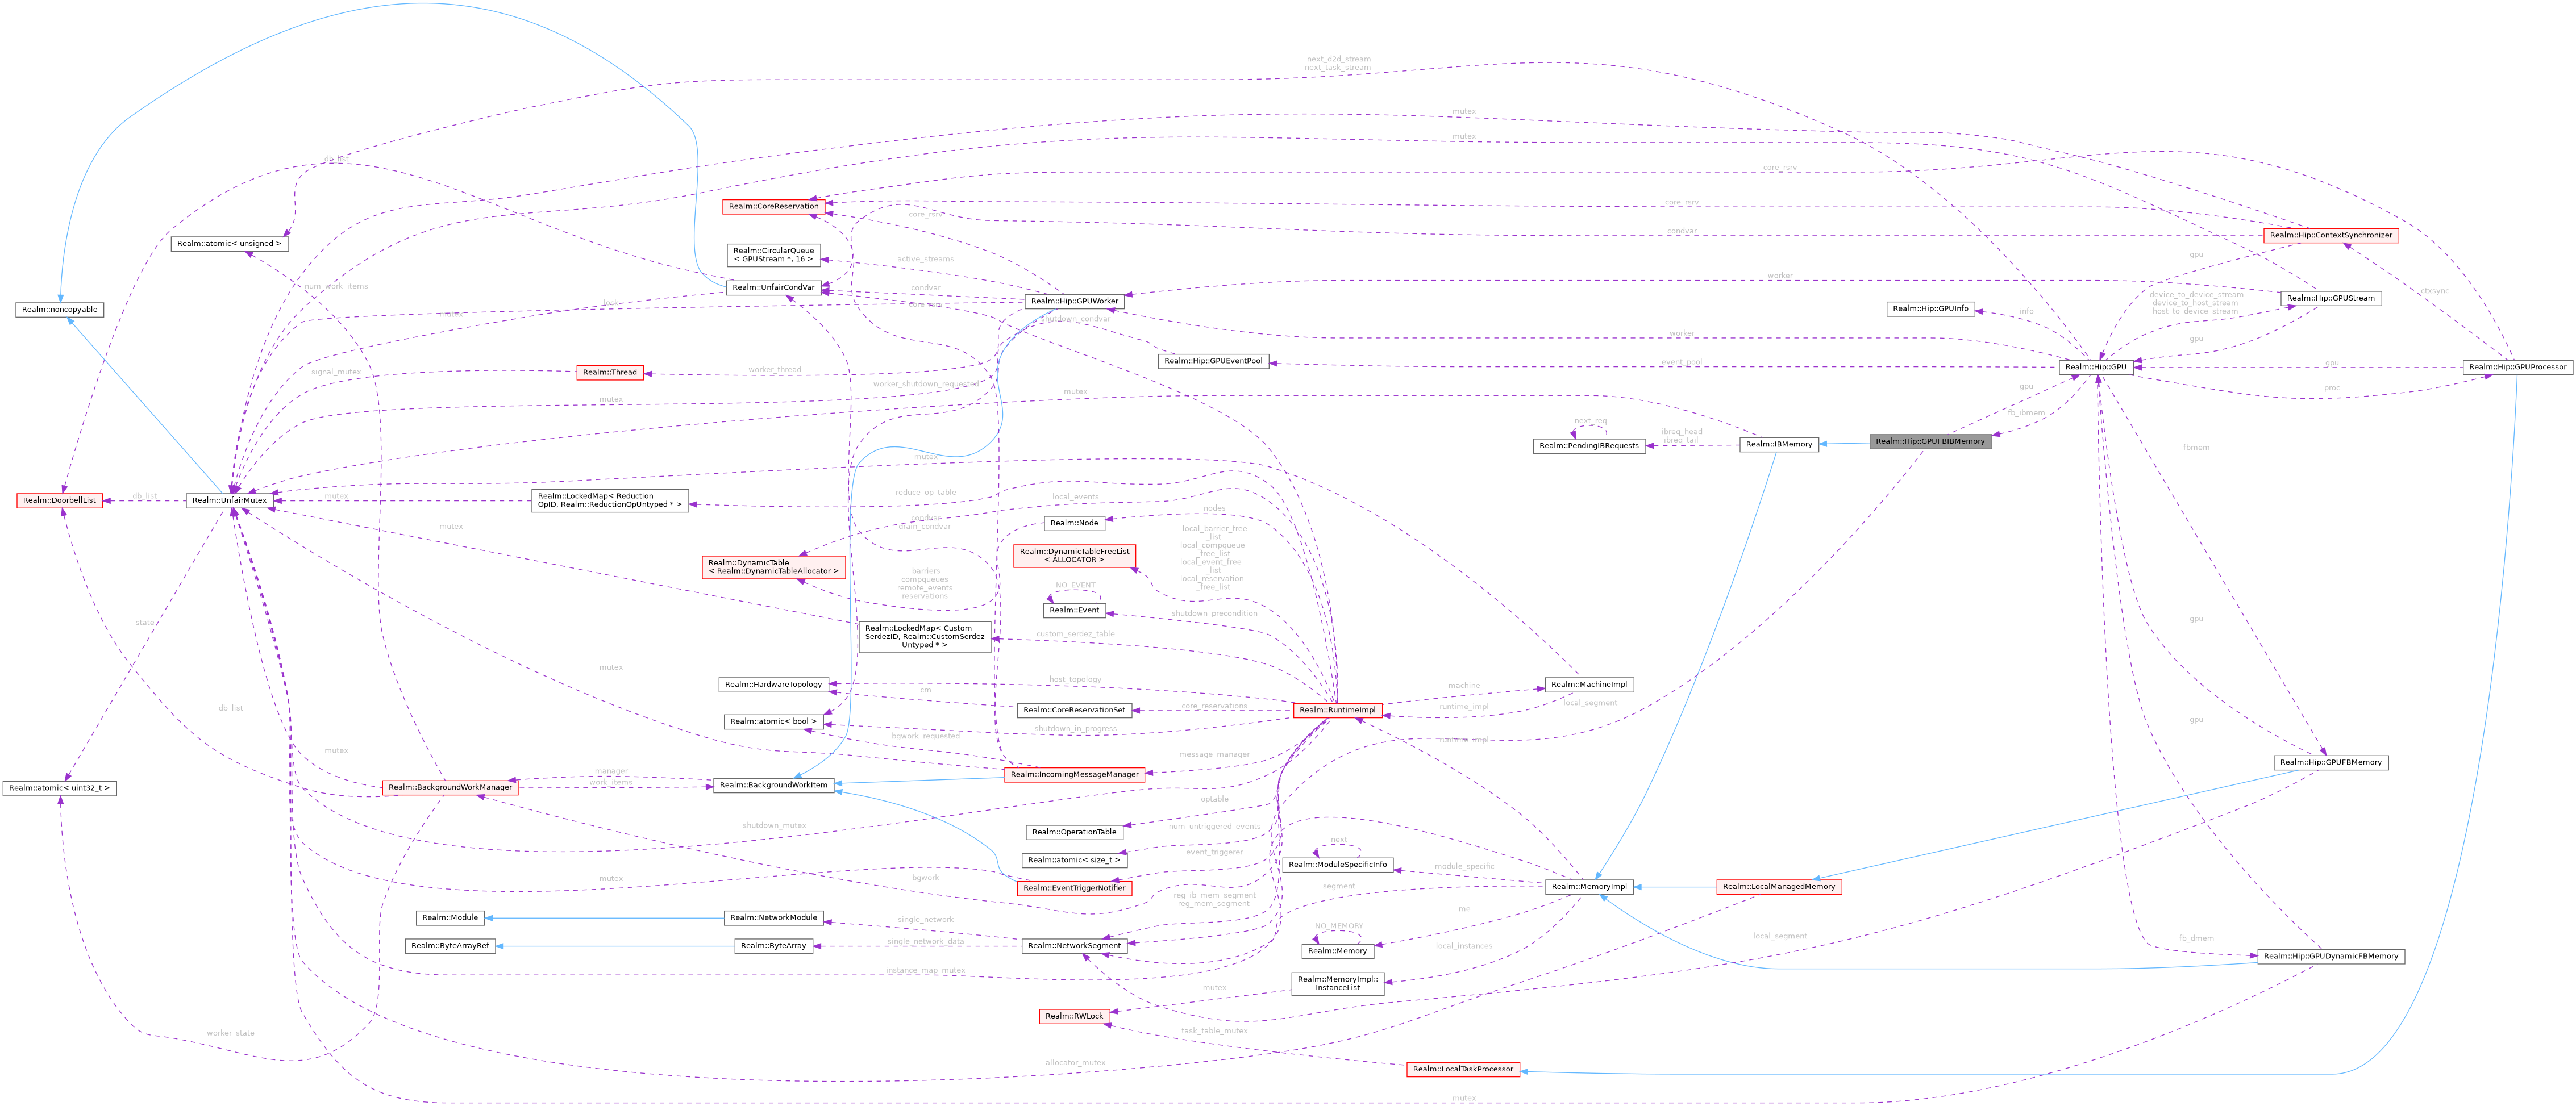 next_d2d_stream
next_task_stream
mutex
mutex
db_list
core_rsrv
core_rsrv
Realm::CoreReservation
core_rsrv
condvar
Realm::Hip::ContextSynchronizer
Realm::atomic< unsigned >
Realm::CircularQueue
< GPUStream *, 16 >
active_streams
gpu
worker
num_work_items
Realm::UnfairCondVar
condvar
ctxsync
device_to_device_stream
device_to_host_stream
host_to_device_stream
Realm::Hip::GPUStream
Realm::noncopyable
lock
Realm::Hip::GPUWorker
Realm::Hip::GPUInfo
info
mutex
shutdown_condvar
worker
gpu
signal_mutex
Realm::Thread
worker_thread
Realm::Hip::GPUEventPool
event_pool
Realm::Hip::GPU
gpu
Realm::Hip::GPUProcessor
worker_shutdown_requested
mutex
mutex
gpu
proc
next_req
fb_ibmem
Realm::PendingIBRequests
ibreq_head
ibreq_tail
Realm::IBMemory
Realm::Hip::GPUFBIBMemory
fbmem
mutex
Realm::DoorbellList
db_list
Realm::UnfairMutex
mutex
Realm::LockedMap< Reduction
OpID, Realm::ReductionOpUntyped * >
reduce_op_table
local_events
mutex
condvar
drain_condvar
Realm::Node
nodes
Realm::DynamicTable
< Realm::DynamicTableAllocator >
Realm::DynamicTableFreeList
< ALLOCATOR >
local_barrier_free
_list
local_compqueue
_free_list
local_event_free
_list
local_reservation
_free_list
barriers
compqueues
remote_events
reservations
NO_EVENT
Realm::Event
shutdown_precondition
state
Realm::LockedMap< Custom
SerdezID, Realm::CustomSerdez
Untyped * >
custom_serdez_table
gpu
mutex
Realm::HardwareTopology
host_topology
cm
machine
Realm::MachineImpl
db_list
Realm::atomic< bool >
Realm::CoreReservationSet
core_reservations
Realm::RuntimeImpl
runtime_impl
local_segment
gpu
shutdown_in_progress
bgwork_requested
mutex
message_manager
runtime_impl
Realm::Hip::GPUFBMemory
manager
work_items
Realm::IncomingMessageManager
Realm::atomic< uint32_t >
Realm::BackgroundWorkManager
Realm::BackgroundWorkItem
optable
shutdown_mutex
Realm::OperationTable
num_untriggered_events
Realm::atomic< size_t >
event_triggerer
next
Realm::ModuleSpecificInfo
module_specific
mutex
bgwork
Realm::EventTriggerNotifier
segment
Realm::MemoryImpl
Realm::LocalManagedMemory
reg_ib_mem_segment
reg_mem_segment
me
Realm::Module
Realm::NetworkModule
single_network
NO_MEMORY
Realm::ByteArrayRef
Realm::ByteArray
single_network_data
Realm::NetworkSegment
Realm::Memory
local_instances
local_segment
fb_dmem
Realm::Hip::GPUDynamicFBMemory
instance_map_mutex
Realm::MemoryImpl::
InstanceList
mutex
Realm::RWLock
worker_state
task_table_mutex
allocator_mutex
Realm::LocalTaskProcessor
mutex